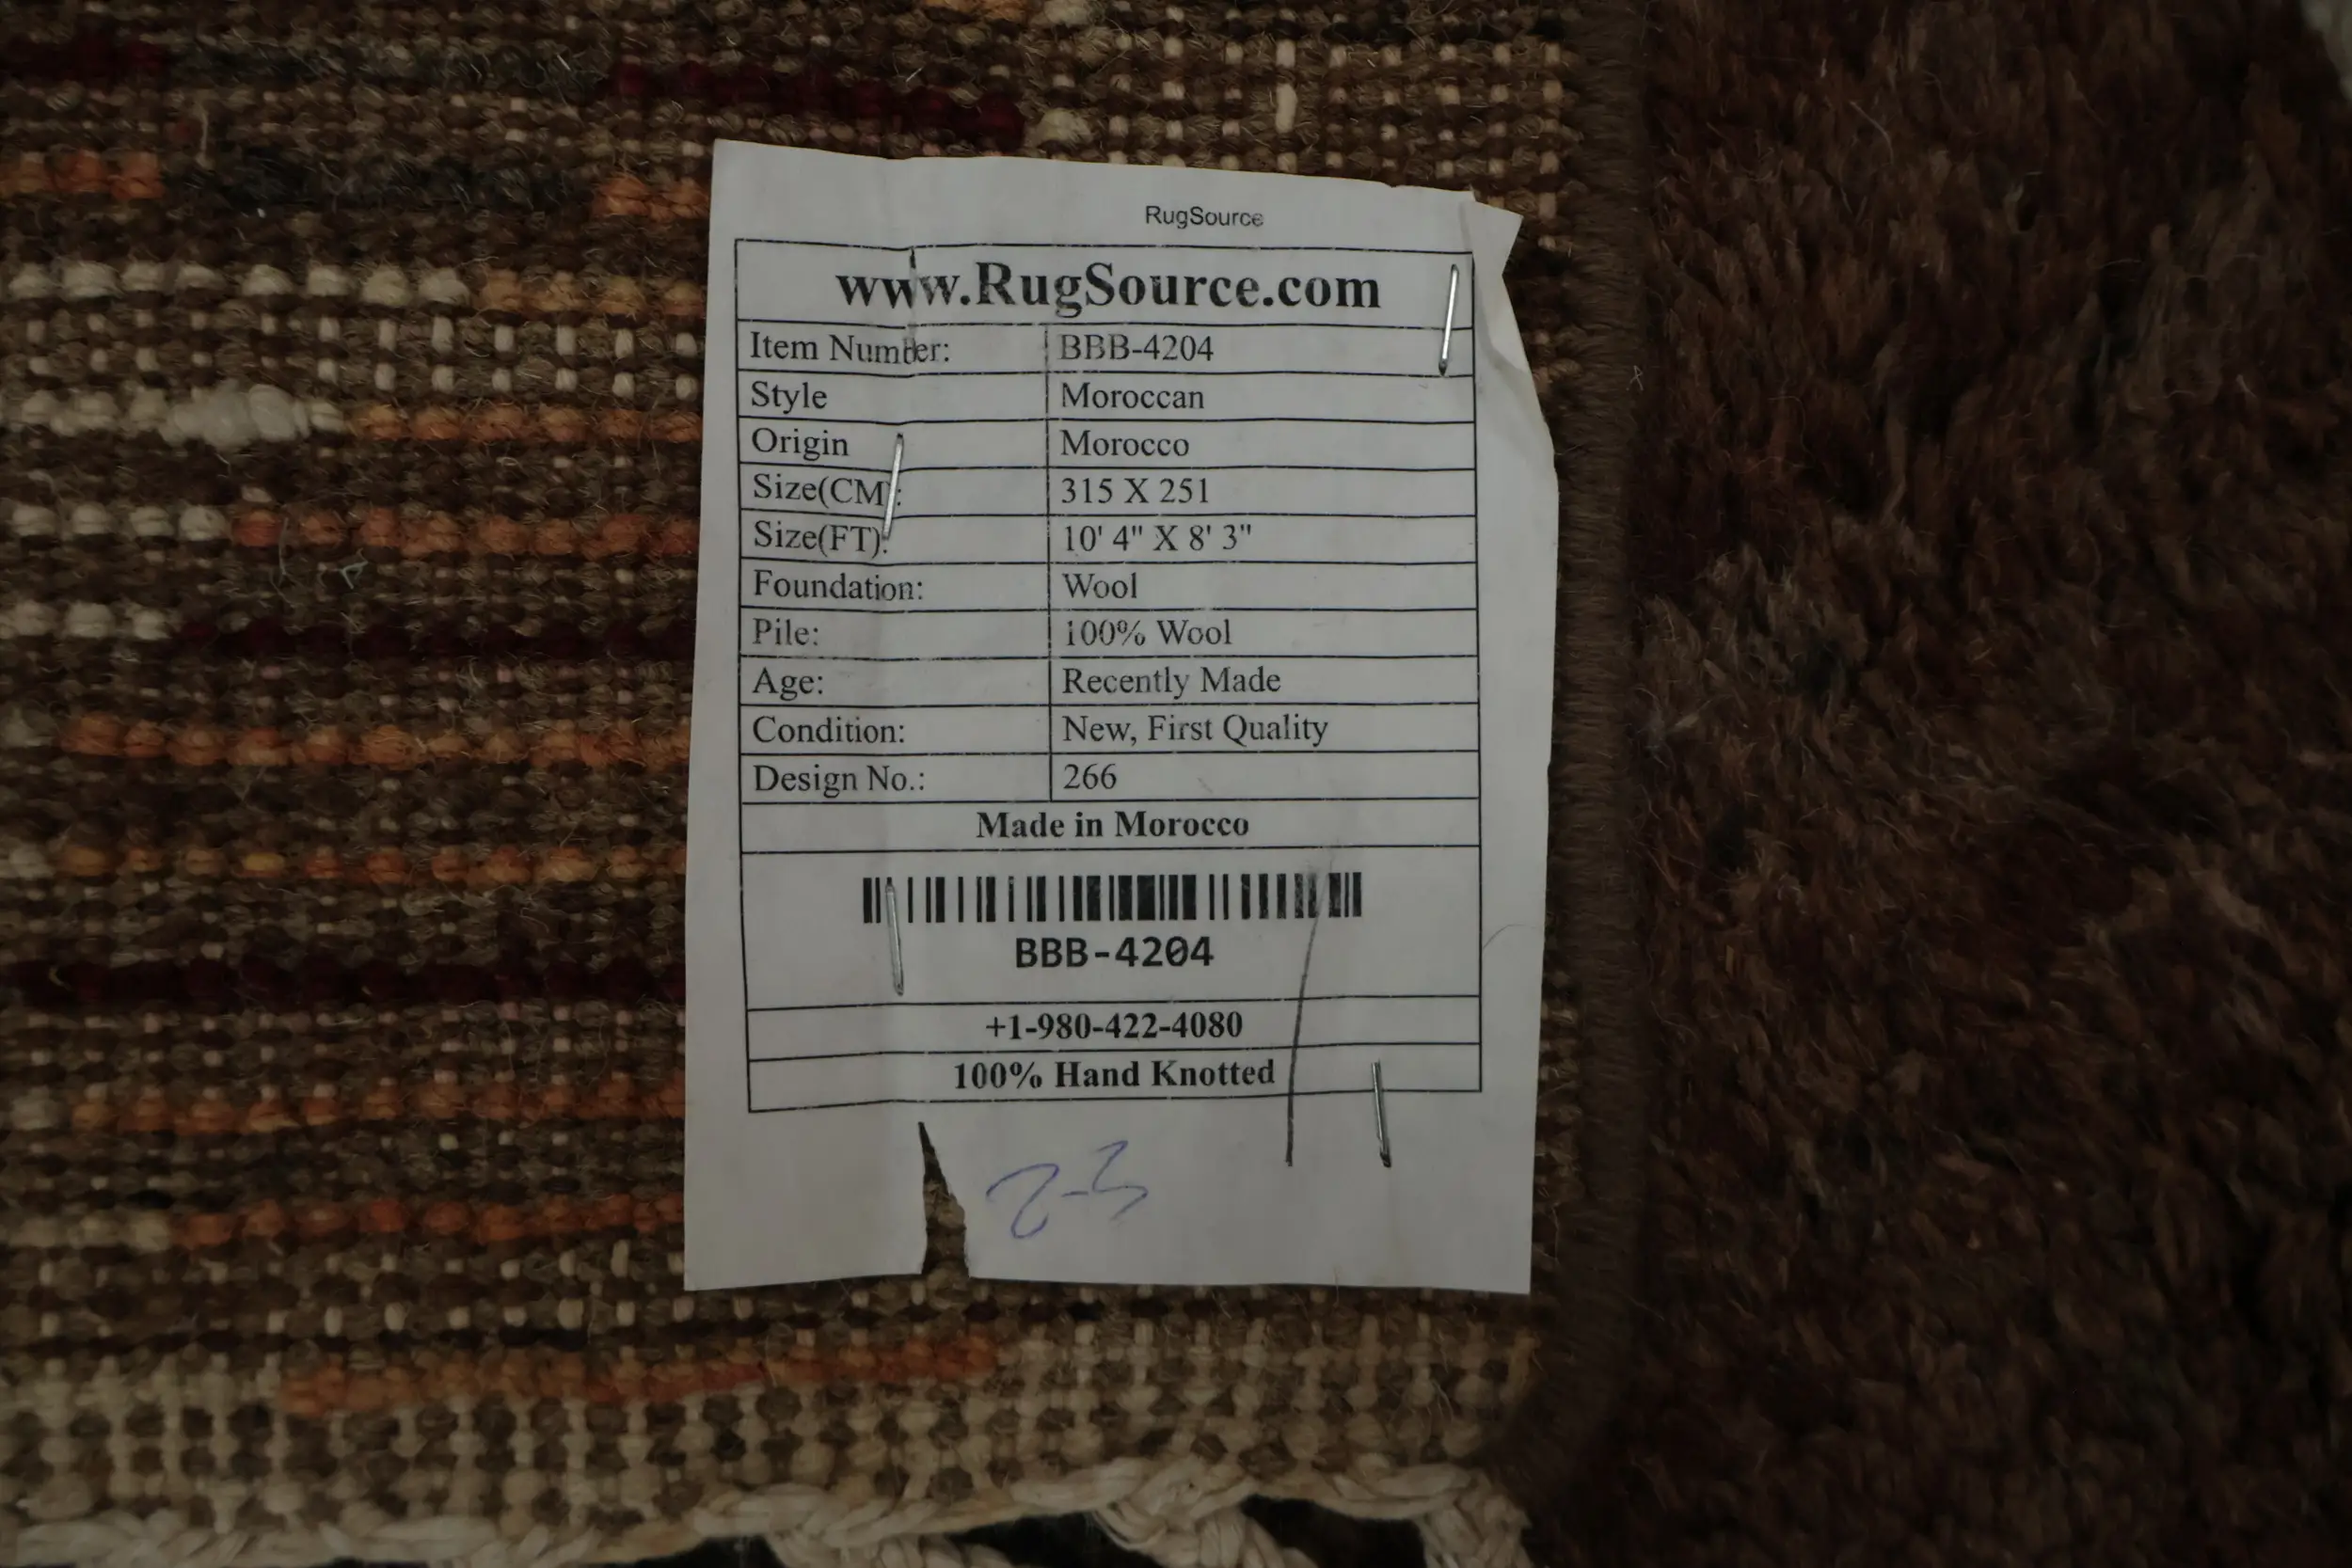 RugSource
www.RugSource.com
Item Number: BBB-4204
Style Moroccan
Origin Morocco
Size(CM): 315 X 251
Size(FT): 10' 4" X 8' 3"
Foundation: Wool
Pile: 100% Wool
Age: Recently Made
Condition: New, First Quality
Design No.: 266
Made in Morocco
BBB-4204
+1-980-422-4080
100% Hand Knotted